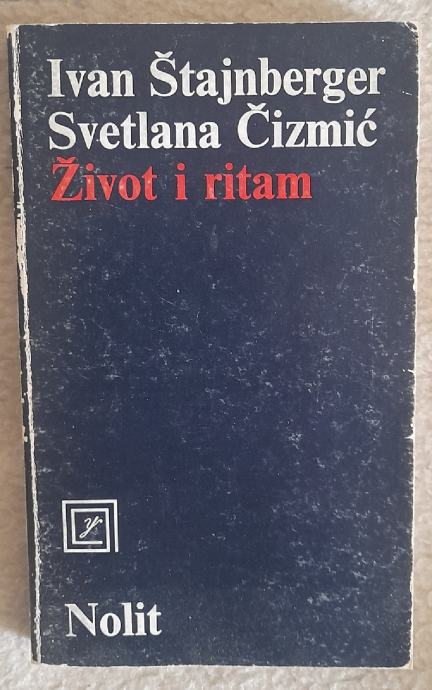 Ivan Štajnberger
Svetlana Čizmić
Život i ritam
Nolit